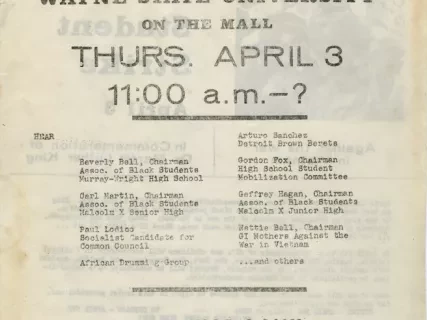 WAYNE STATE UNIVERSITY
ON THE MALL
THURS. APRIL 3
11:00 a.m.—?
HEAR
Beverly Ball, Chairman
Assoc. of Black Students
Murray-Wright High School
Carl Martin, Chairman
Assoc. of Black Students
Malcolm X Senior High
Paul Lodico
Socialist Candidate for
Common Council
African Drumming Group
Arturo Sanchez
Detroit Brown Berets
Gordon Fox, Chairman
High School Student
Mobilization Committee
Geffrey Hagan, Chairman
Assoc. of Black Students
Malcolm X Junior High
Hattie Bell, Chairman
GI Mothers Against the
War in Vietnam
...and others